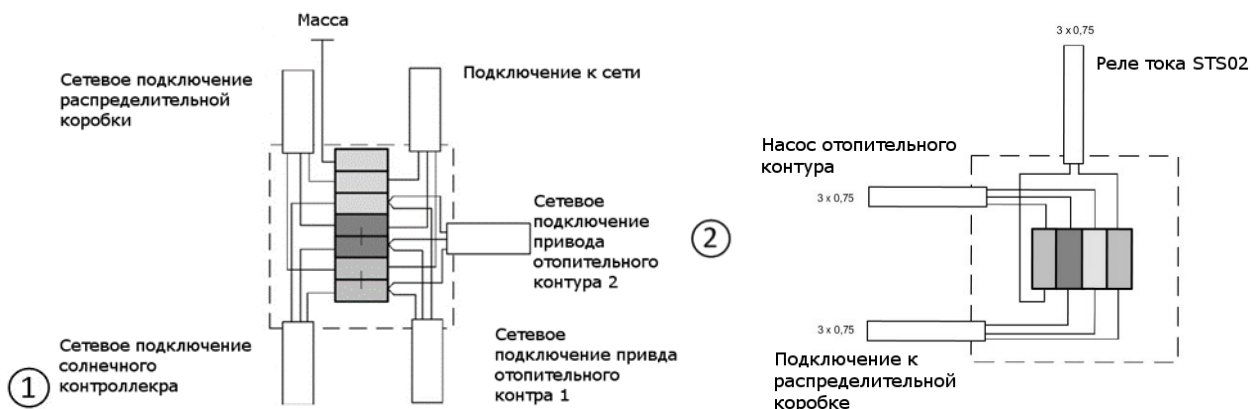 Масса
Сетевое подключение
распределительной
коробки
Подключение к сети
Сетевое
подключение
привода
отопительного
контура 2
Сетевое подключение
солнечного
контроллекра
Сетевое
подключение привда
отопительного
контра 1
1
3 x 0,75
Реле тока STS02
Насос отопительного
контура
3 x 0,75
2
3 x 0,75
Подключение к
распределительной
коробке